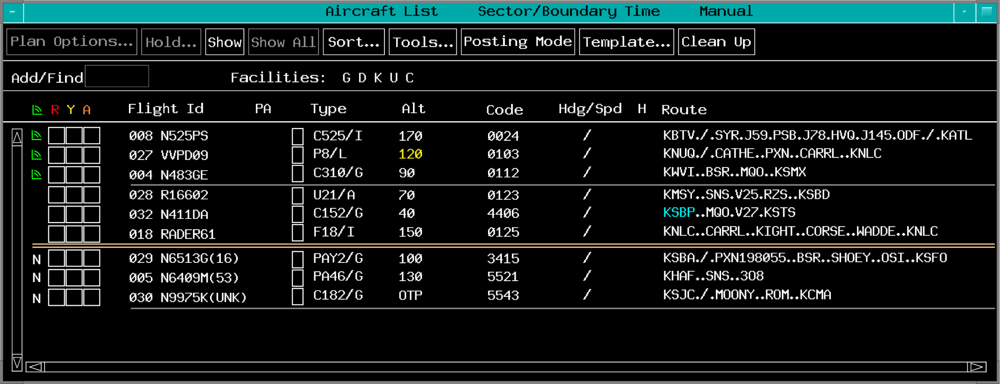 Aircraft List Sector/Boundary Time Manual
Plan Options... Hold... Show Show All Sort... Tools... Posting Mode Template... Clean Up
Add/Find Facilities: G D K U C
R Y A Flight Id PA Type Alt Code Hdg/Spd H Route
008 N525PS C525/I 170 0024 / KBTV./.SYR.J59.PSB.J78.HVQ.J145.ODF./.KATL
027 VVPD09 P8/L 120 0103 / KNUQ./.CATHE..PXN..CARRL..KNLC
004 N483GE C310/G 90 0112 / KWVI..BSR..MQO..KSMX
028 R16602 U21/A 70 0123 / KMSY..SNS.V25.RZS..KSBD
032 N411DA C152/G 40 4406 / KSBP..MQO.V27.KSTS
018 RADER61 F18/I 150 0125 / KNLC..CARRL..KIGHT..CORSE..WADDE..KNLC
N 029 N6513G(16) PAY2/G 100 3415 / KSBA./.PXN198055..BSR..SHOEY..OSI..KSFO
N 005 N6409M(53) PA46/G 130 5521 / KHAF..SNS..3O8
N 030 N9975K(UNK) C182/G OTP 5543 / KSJC./.MOONY..ROM..KCMA